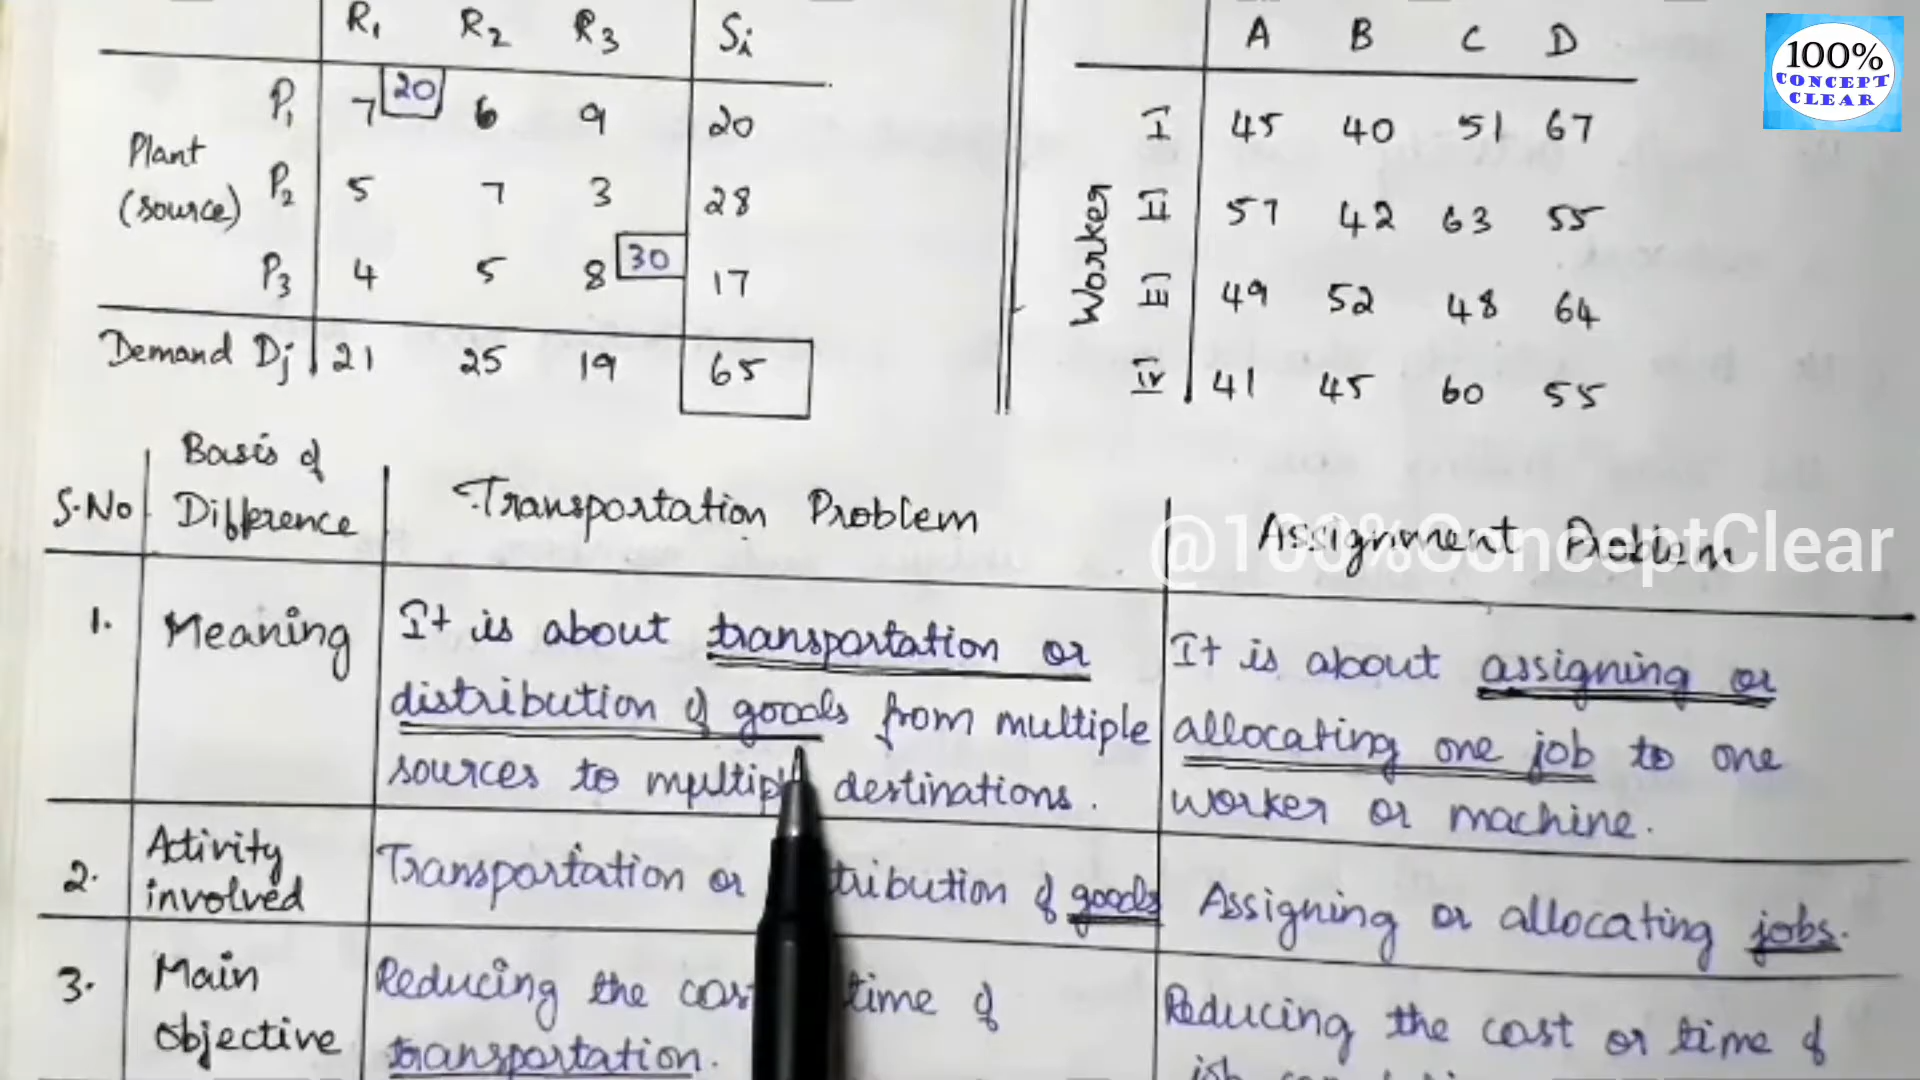 R1 R2 R3 Si
P1 7 20 6 9 20
Plant
(source)
P2 5 7 3 28
P3 4 5 8 30 17
Demand Dj 21 25 19 65
A B C D
Worker
I 45 40 51 67
II 57 42 63 55
III 49 52 48 64
IV 41 45 60 55
100%
CONCEPT
CLEAR
@100%ConceptClear
S.No Basis of
Difference Transportation Problem Assignment Problem
1. Meaning
It is about transportation or
distribution of goods from multiple
sources to multiple destinations.
It is about assigning or
allocating one job to one
worker or machine.
2. Activity
involved
Transportation or of goods
Assigning or allocating jobs.
3. Main
objective
Reducing the cost time of
transportation.
Reducing the cost or time of
job